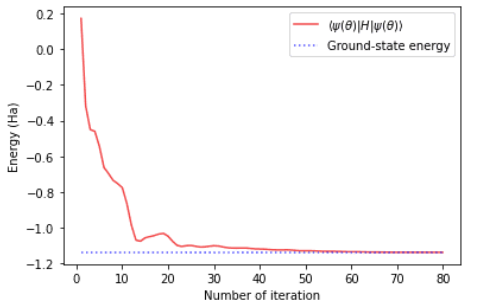 0.2
0.0
−0.2
−0.4
−0.6
−0.8
−1.0
−1.2
Energy (Ha)
⟨ψ(θ)|H|ψ(θ)⟩
Ground-state energy
0 10 20 30 40 50 60 70 80
Number of iteration